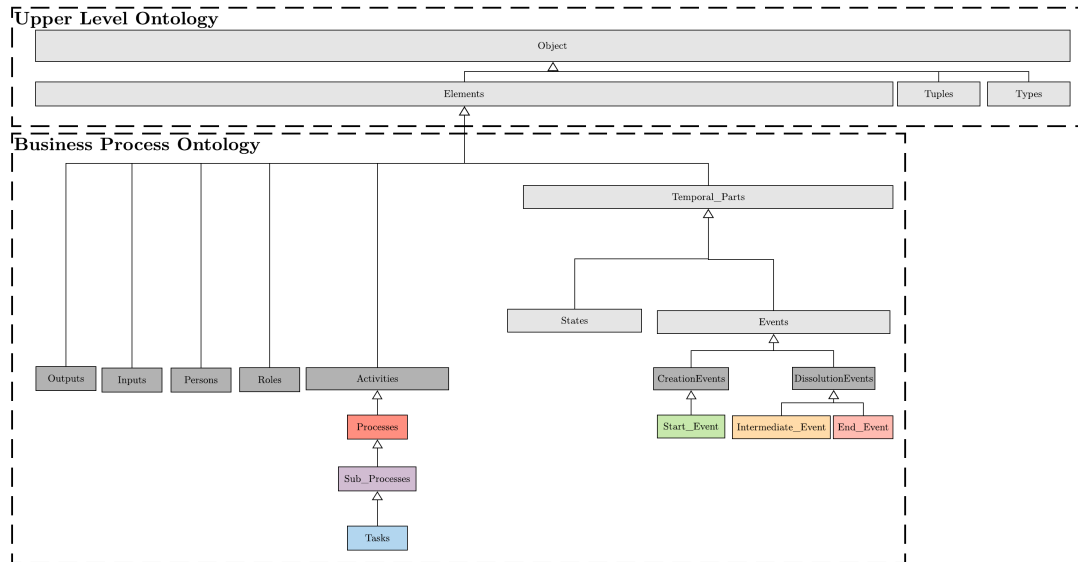 Upper Level Ontology
Object
Elements
Tuples
Types
Business Process Ontology
Temporal_Parts
States
Events
Outputs
Inputs
Persons
Roles
Activities
CreationEvents
DissolutionEvents
Processes
Start_Event
Intermediate_Event
End_Event
Sub_Processes
Tasks